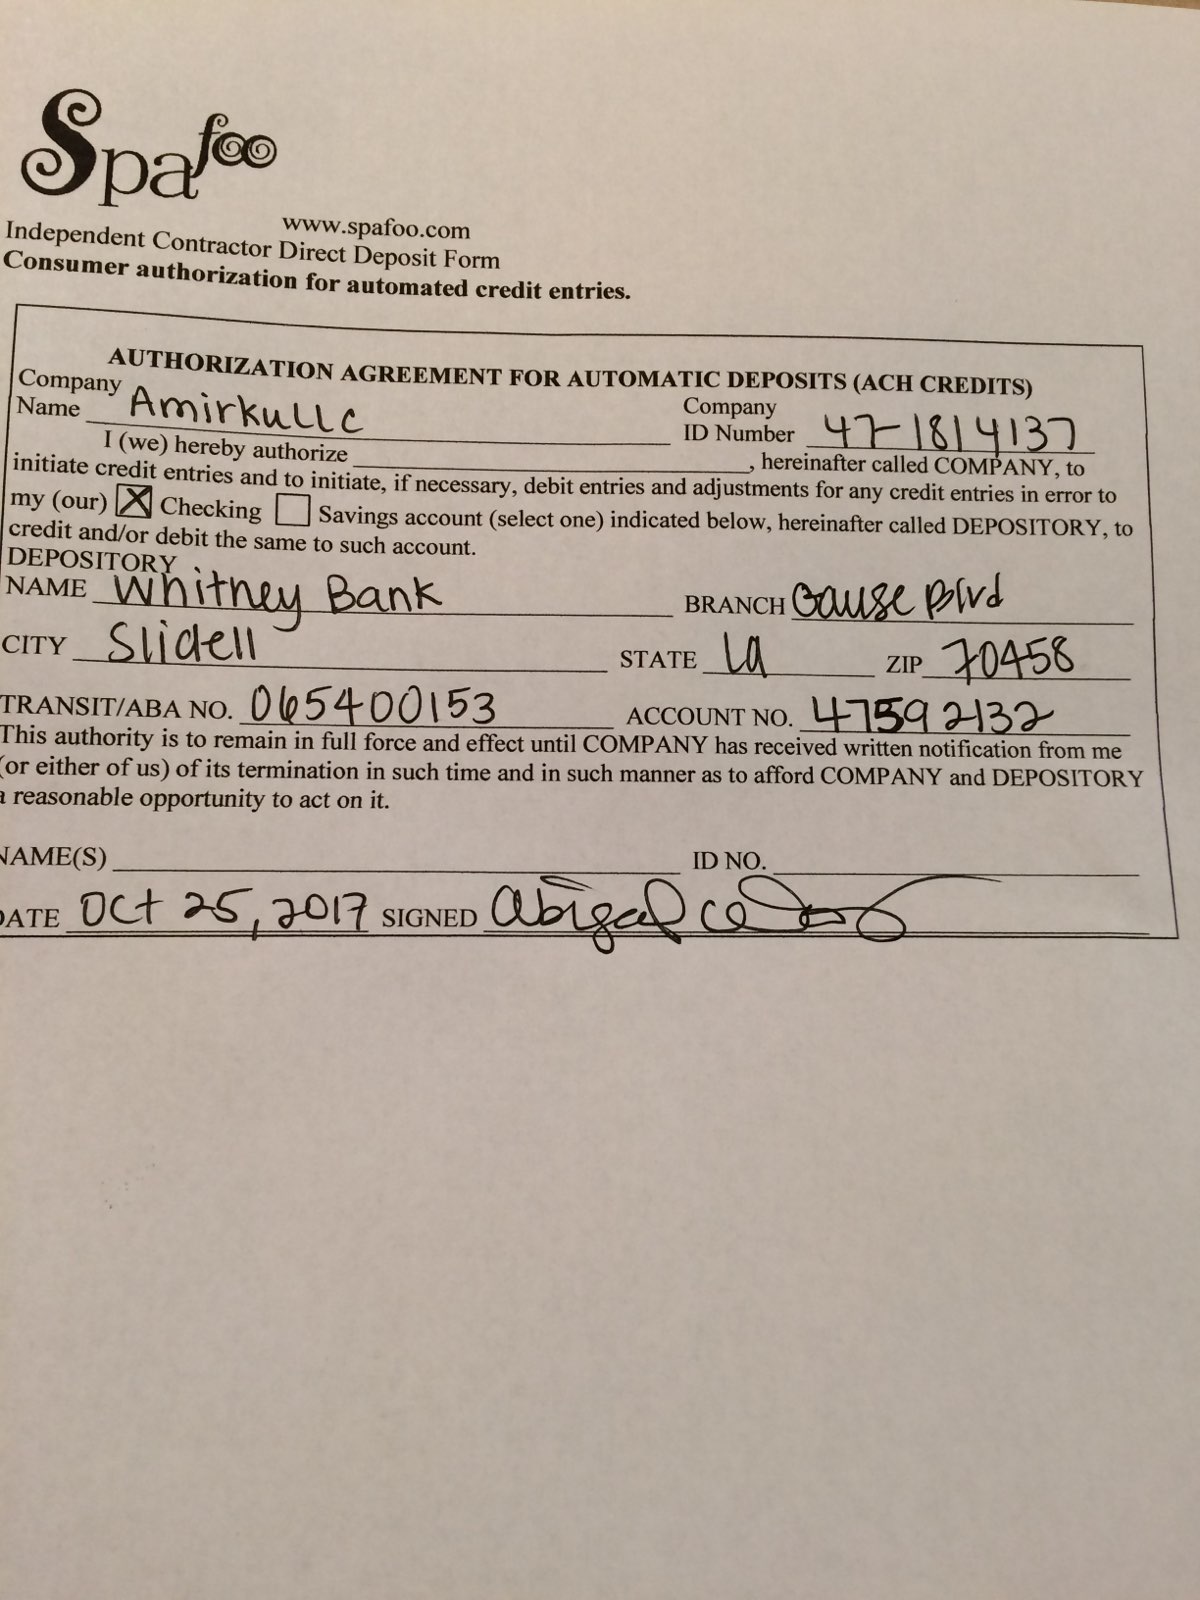 Spa foo
www.spafoo.com
Independent Contractor Direct Deposit Form
Consumer authorization for automated credit entries.
AUTHORIZATION AGREEMENT FOR AUTOMATIC DEPOSITS (ACH CREDITS)
Company Name Amirkullc Company ID Number 47-1814137
I (we) hereby authorize , hereinafter called COMPANY, to
initiate credit entries and to initiate, if necessary, debit entries and adjustments for any credit entries in error to
my (our) X Checking Savings account (select one) indicated below, hereinafter called DEPOSITORY, to
credit and/or debit the same to such account.
DEPOSITORY
NAME Whitney Bank BRANCH Gause Blvd
CITY Slidell STATE La ZIP 70458
TRANSIT/ABA NO. 065400153 ACCOUNT NO. 47592132
This authority is to remain in full force and effect until COMPANY has received written notification from me
(or either of us) of its termination in such time and in such manner as to afford COMPANY and DEPOSITORY
a reasonable opportunity to act on it.
NAME(S) ID NO.
DATE Oct 25, 2017 SIGNED Abigail